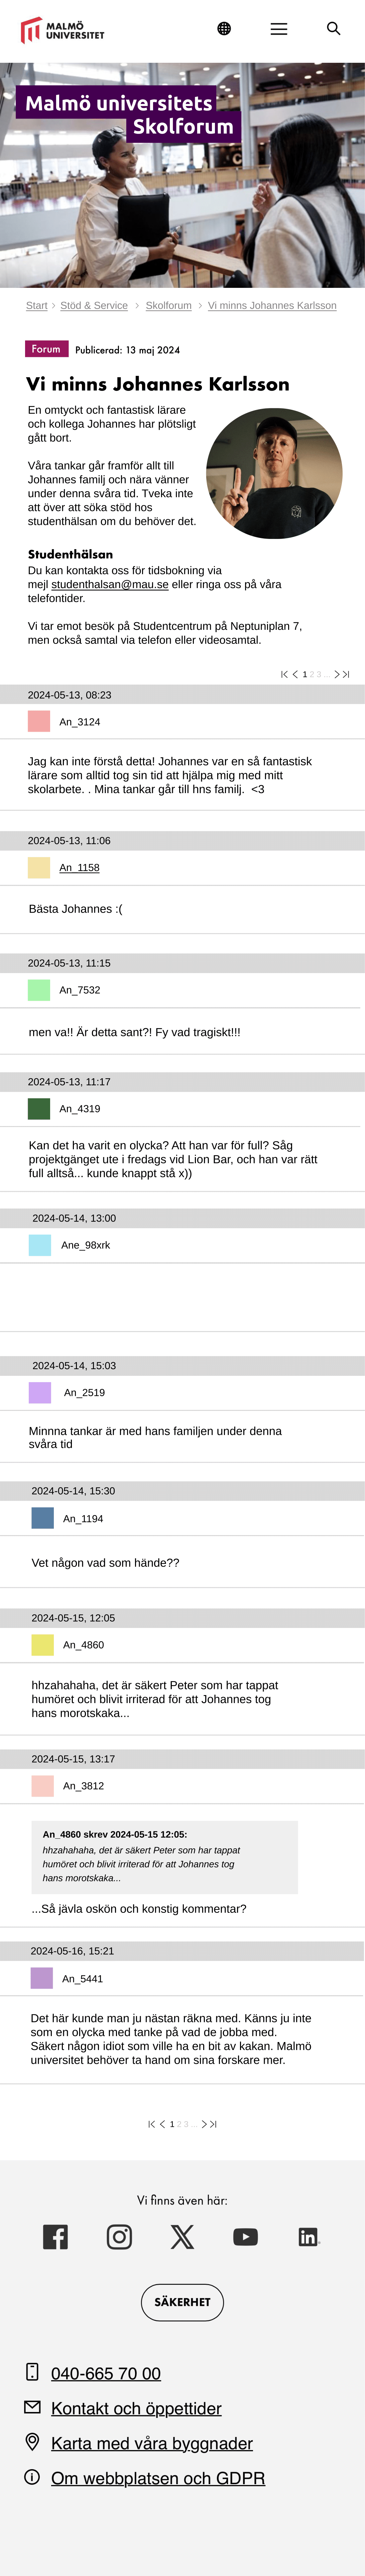 MALMÖ
UNIVERSITET
Malmö universitets
Skolforum
Start > Stöd & Service > Skolforum > Vi minns Johannes Karlsson
Forum Publicerad: 13 maj 2024
Vi minns Johannes Karlsson
En omtyckt och fantastisk lärare
och kollega Johannes har plötsligt
gått bort.
Våra tankar går framför allt till
Johannes familj och nära vänner
under denna svåra tid. Tveka inte
att över att söka stöd hos
studenthälsan om du behöver det.
Studenthälsan
Du kan kontakta oss för tidsbokning via
mejl studenthalsan@mau.se eller ringa oss på våra
telefontider.
Vi tar emot besök på Studentcentrum på Neptuniplan 7,
men också samtal via telefon eller videosamtal.
1 2 3 ...
2024-05-13, 08:23
An_3124
Jag kan inte förstå detta! Johannes var en så fantastisk
lärare som alltid tog sin tid att hjälpa mig med mitt
skolarbete. . Mina tankar går till hns familj. <3
2024-05-13, 11:06
An_1158
Bästa Johannes :(
2024-05-13, 11:15
An_7532
men va!! Är detta sant?! Fy vad tragiskt!!!
2024-05-13, 11:17
An_4319
Kan det ha varit en olycka? Att han var för full? Såg
projektgänget ute i fredags vid Lion Bar, och han var rätt
full alltså... kunde knappt stå x))
2024-05-14, 13:00
Ane_98xrk
2024-05-14, 15:03
An_2519
Minnna tankar är med hans familjen under denna
svåra tid
2024-05-14, 15:30
An_1194
Vet någon vad som hände??
2024-05-15, 12:05
An_4860
hhzahahaha, det är säkert Peter som har tappat
humöret och blivit irriterad för att Johannes tog
hans morotskaka...
2024-05-15, 13:17
An_3812
An_4860 skrev 2024-05-15 12:05:
hhzahahaha, det är säkert Peter som har tappat
humöret och blivit irriterad för att Johannes tog
hans morotskaka...
...Så jävla oskön och konstig kommentar?
2024-05-16, 15:21
An_5441
Det här kunde man ju nästan räkna med. Känns ju inte
som en olycka med tanke på vad de jobba med.
Säkert någon idiot som ville ha en bit av kakan. Malmö
universitet behöver ta hand om sina forskare mer.
1 2 3 ...
Vi finns även här:
SÄKERHET
040-665 70 00
Kontakt och öppettider
Karta med våra byggnader
Om webbplatsen och GDPR